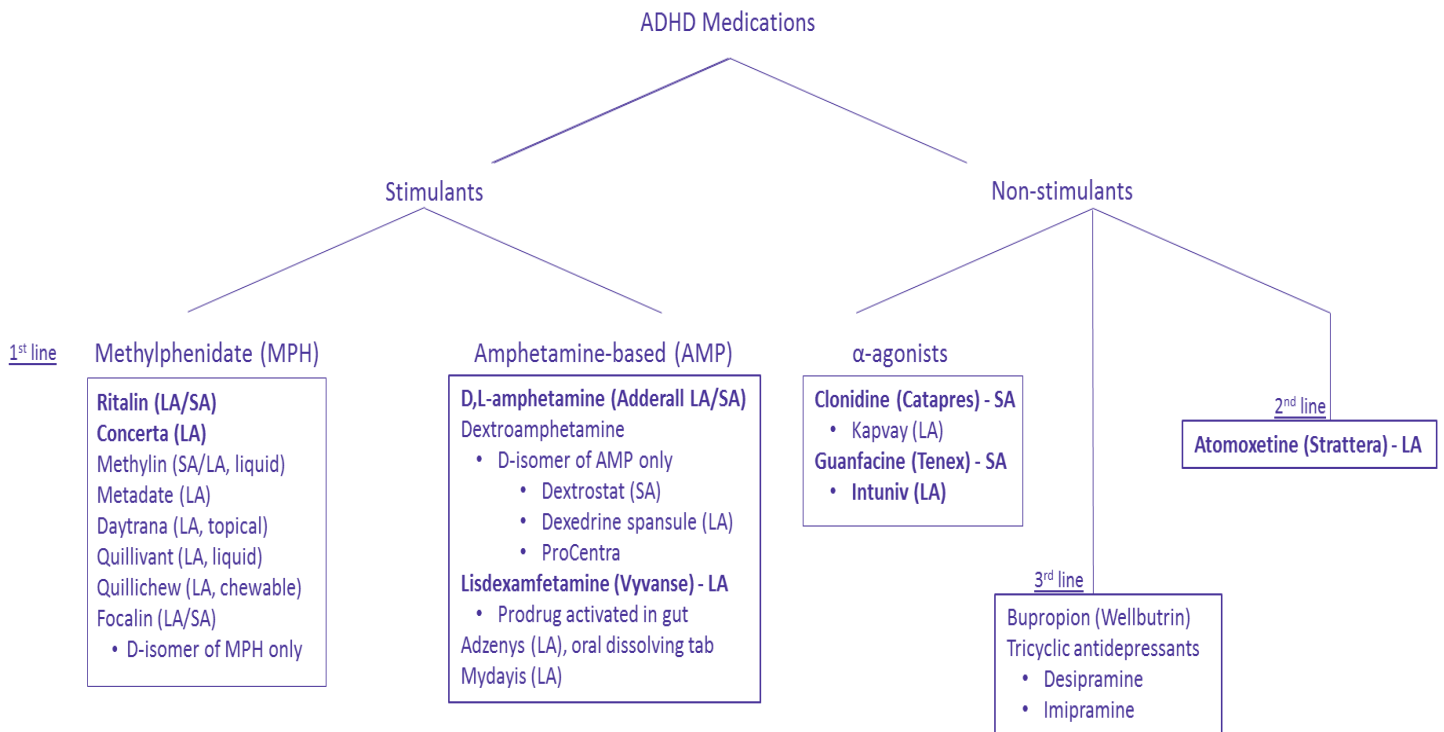 ADHD Medications
Stimulants
Non-stimulants
1st line
Methylphenidate (MPH)
Ritalin (LA/SA)
Concerta (LA)
Methylin (SA/LA, liquid)
Metadate (LA)
Daytrana (LA, topical)
Quillivant (LA, liquid)
Quillichew (LA, chewable)
Focalin (LA/SA)
• D-isomer of MPH only
Amphetamine-based (AMP)
D,L-amphetamine (Adderall LA/SA)
Dextroamphetamine
• D-isomer of AMP only
• Dextrostat (SA)
• Dexedrine spansule (LA)
• ProCentra
Lisdexamfetamine (Vyvanse) - LA
• Prodrug activated in gut
Adzenys (LA), oral dissolving tab
Mydayis (LA)
α-agonists
Clonidine (Catapres) - SA
• Kapvay (LA)
Guanfacine (Tenex) - SA
• Intuniv (LA)
3rd line
Bupropion (Wellbutrin)
Tricyclic antidepressants
• Desipramine
• Imipramine
2nd line
Atomoxetine (Strattera) - LA